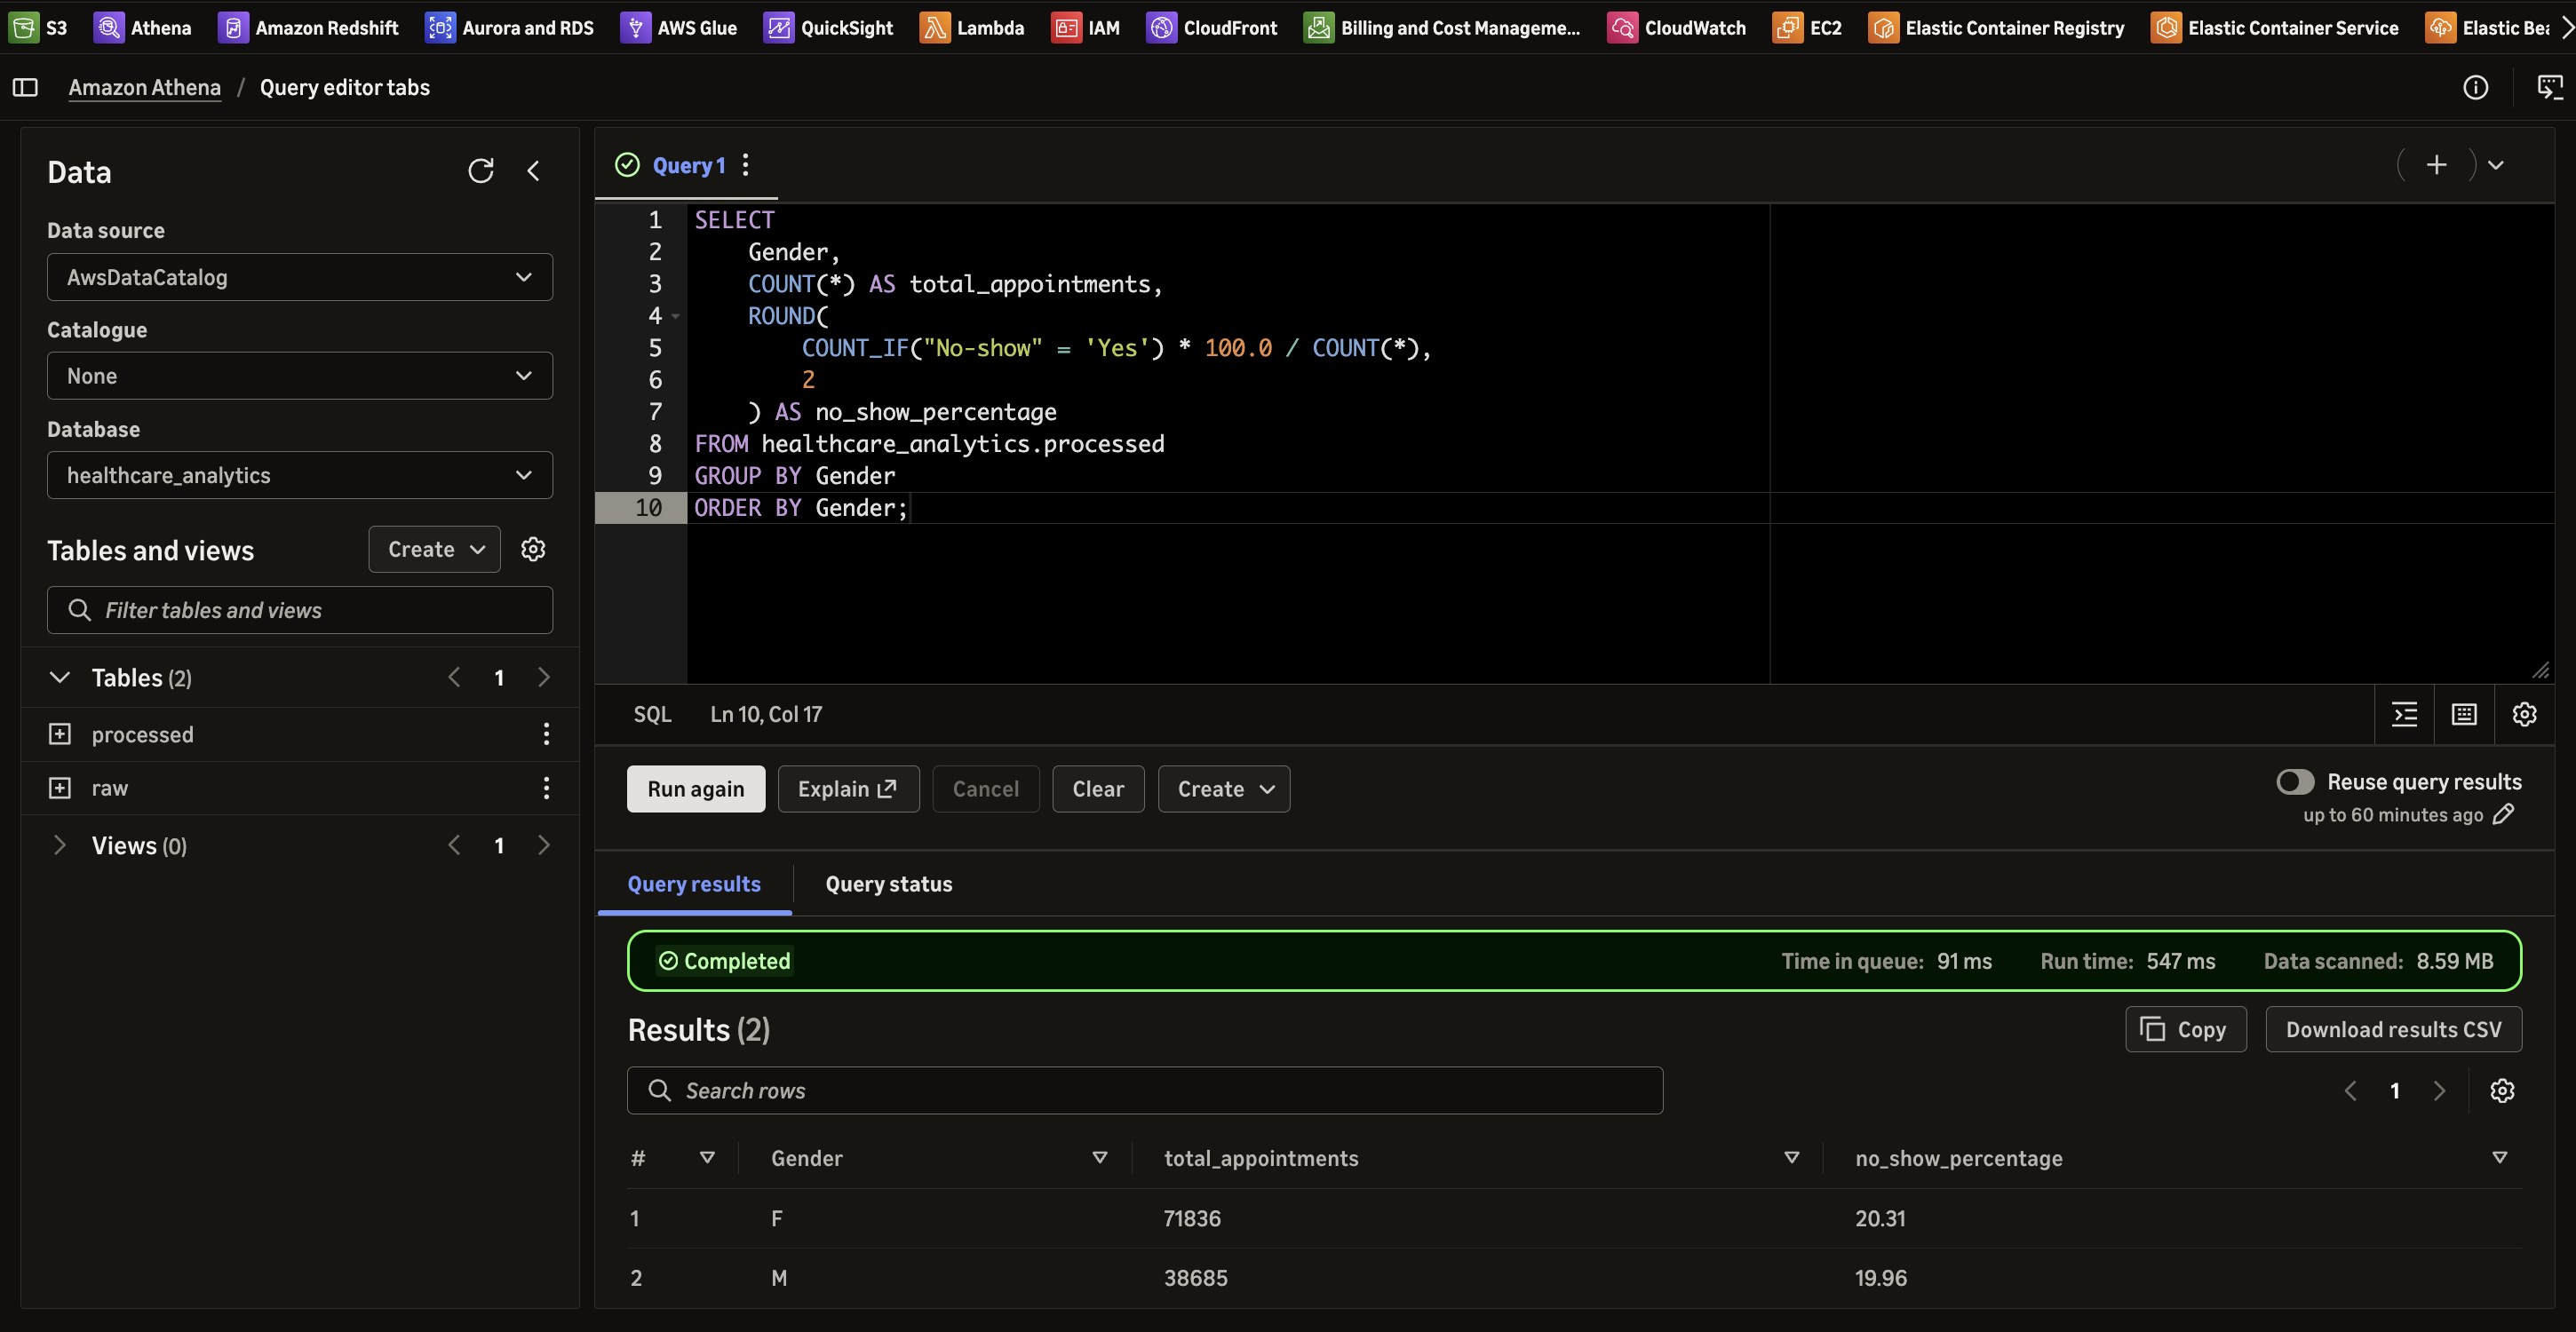 S3 Athena Amazon Redshift Aurora and RDS AWS Glue QuickSight Lambda IAM CloudFront Billing and Cost Manageme... CloudWatch EC2 Elastic Container Registry Elastic Container Service Elastic Bea
Amazon Athena / Query editor tabs
Data
Data source
AwsDataCatalog
Catalogue
None
Database
healthcare_analytics
Tables and views Create
Filter tables and views
Tables (2) 1
processed
raw
Views (0) 1
Query 1
1 SELECT
2 Gender,
3 COUNT(*) AS total_appointments,
4 ROUND(
5 COUNT_IF("No-show" = 'Yes') * 100.0 / COUNT(*),
6 2
7 ) AS no_show_percentage
8 FROM healthcare_analytics.processed
9 GROUP BY Gender
10 ORDER BY Gender;
SQL Ln 10, Col 17
Run again Explain Cancel Clear Create Reuse query results
up to 60 minutes ago
Query results Query status
Completed Time in queue: 91 ms Run time: 547 ms Data scanned: 8.59 MB
Results (2) Copy Download results CSV
Search rows 1
# Gender total_appointments no_show_percentage
1 F 71836 20.31
2 M 38685 19.96